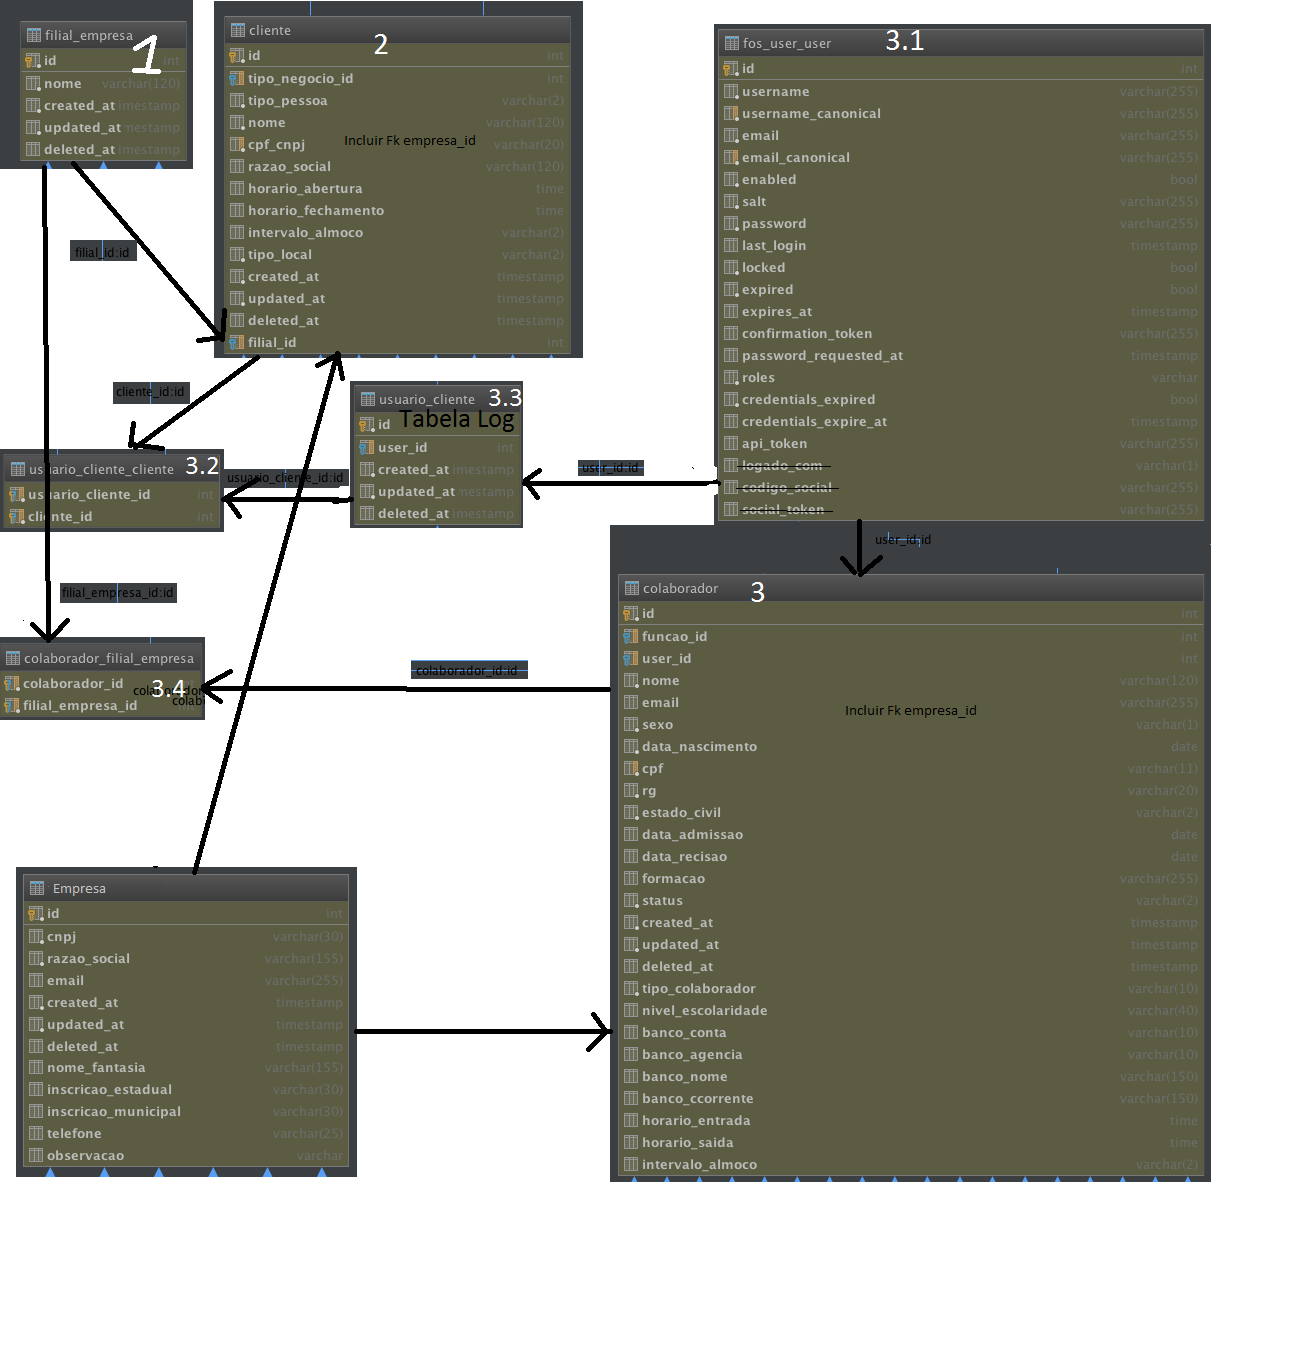 filial_empresa
1
id int
nome varchar(120)
created_at imestamp
updated_at mestamp
deleted_at imestamp
cliente
2
id int
tipo_negocio_id int
tipo_pessoa varchar(2)
nome varchar(120)
Incluir Fk empresa_id
cpf_cnpj varchar(20)
razao_social varchar(120)
horario_abertura time
horario_fechamento time
intervalo_almoco varchar(2)
tipo_local varchar(2)
created_at timestamp
updated_at timestamp
deleted_at timestamp
filial_id int
fos_user_user 3.1
id int
username varchar(255)
username_canonical varchar(255)
email varchar(255)
email_canonical varchar(255)
enabled bool
salt varchar(255)
password varchar(255)
last_login timestamp
locked bool
expired bool
expires_at timestamp
confirmation_token varchar(255)
password_requested_at timestamp
roles varchar
credentials_expired bool
credentials_expire_at timestamp
api_token varchar(255)
logado_com varchar(1)
codigo_social varchar(255)
social_token varchar(255)
filial_id:id
cliente_id:id
usuario_cliente 3.3
Tabela Log
id
user_id int
created_at imestamp
updated_at mestamp
deleted_at imestamp
usuario_cliente_cliente 3.2
usuario_cliente_id int
cliente_id int
usuario_cliente_id:id
user_id:id
user_id:id
filial_empresa_id:id
colaborador_filial_empresa
colaborador_id
3.4
colaborador
colab
filial_empresa_id
colaborador_id:id
colaborador 3
id int
funcao_id int
user_id int
nome varchar(120)
email varchar(255)
Incluir Fk empresa_id
sexo varchar(1)
data_nascimento date
cpf varchar(11)
rg varchar(20)
estado_civil varchar(2)
data_admissao date
data_recisao date
formacao varchar(255)
status varchar(2)
created_at timestamp
updated_at timestamp
deleted_at timestamp
tipo_colaborador varchar(10)
nivel_escolaridade varchar(40)
banco_conta varchar(10)
banco_agencia varchar(10)
banco_nome varchar(150)
banco_ccorrente varchar(150)
horario_entrada time
horario_saida time
intervalo_almoco varchar(2)
Empresa
id int
cnpj varchar(30)
razao_social varchar(155)
email varchar(255)
created_at timestamp
updated_at timestamp
deleted_at timestamp
nome_fantasia varchar(155)
inscricao_estadual varchar(30)
inscricao_municipal varchar(30)
telefone varchar(25)
observacao varchar